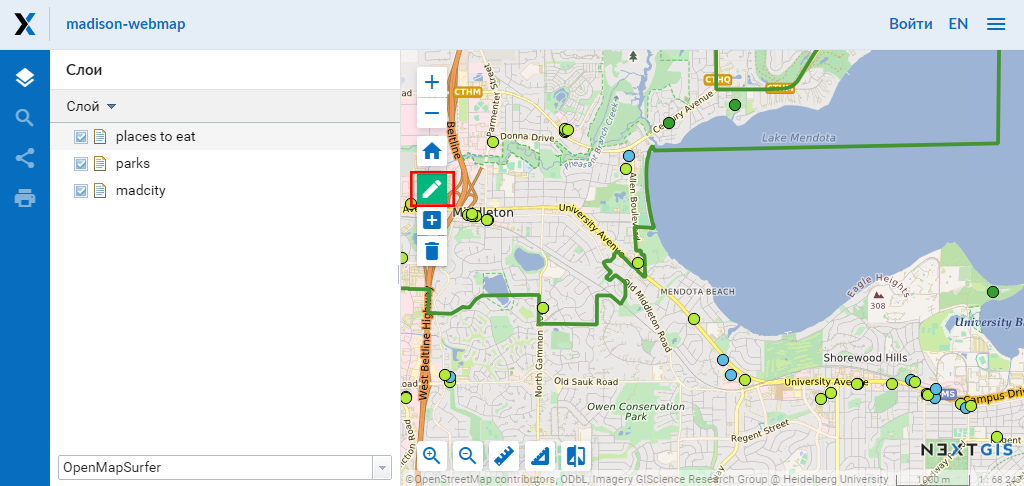 madison-webmap
Войти
EN
Слои
Слой
places to eat
parks
madcity
OpenMapSurfer
CTHM
CTHQ
Parmenter Street
Beltline
Donna Drive
Pheasant Branch Creek
Century Avenue
Lake Mendota
Allen Boulevard
Middleton
University Avenue
Old Middleton Road
MENDOTA BEACH
Eagle Heights
308
University B
West Beltline Highway
North Gammon
Shorewood Hills
Old Sauk Road
University Avenue
MS
Campus Drive
Owen Conservation
Park
Regent Street
NEXTGIS
©OpenStreetMap contributors, ODbL, Imagery GIScience Research Group @ Heidelberg University
1000 m
1 : 68 247